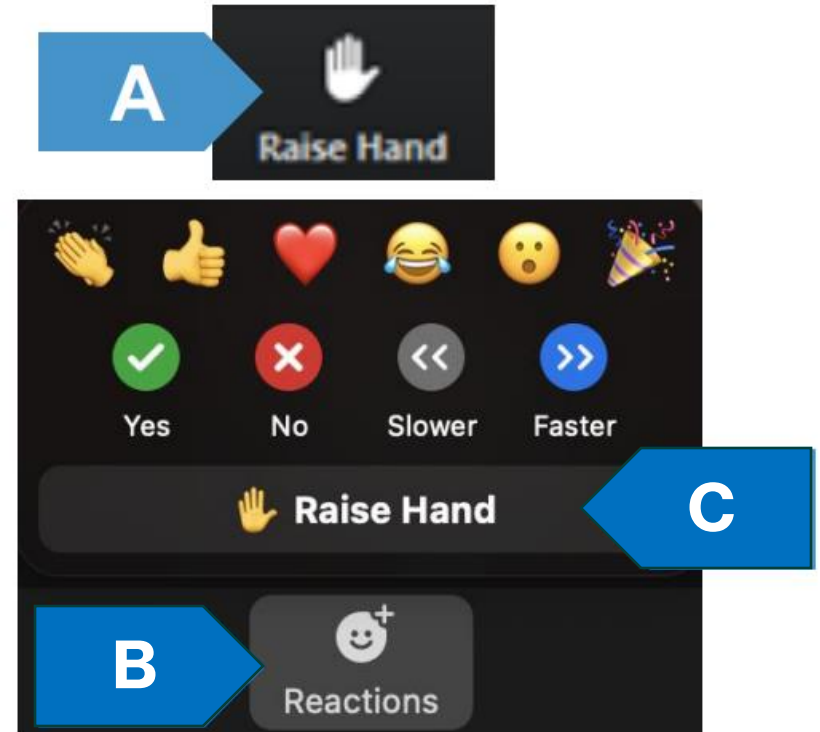 A
Raise Hand
Yes No Slower Faster
Raise Hand
C
B
Reactions